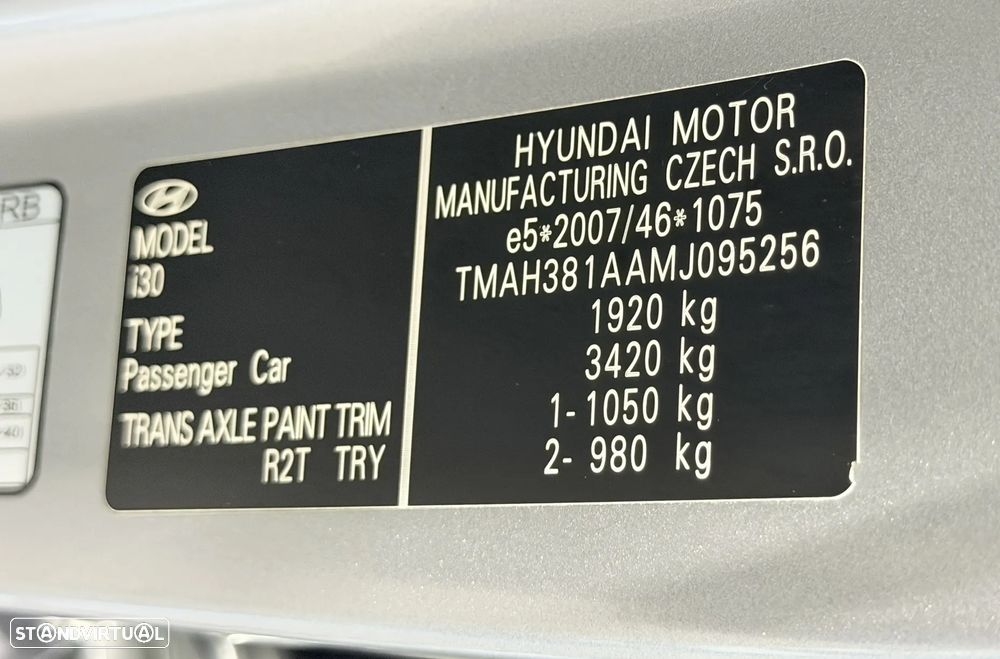 RB
MODEL
i30
TYPE
Passenger Car
TRANS AXLE PAINT TRIM
R2T TRY
HYUNDAI MOTOR
MANUFACTURING CZECH S.R.O.
e5*2007/46*1075
TMAH381AAMJ095256
1920 kg
3420 kg
1- 1050 kg
2- 980 kg
STANDVIRTUAL